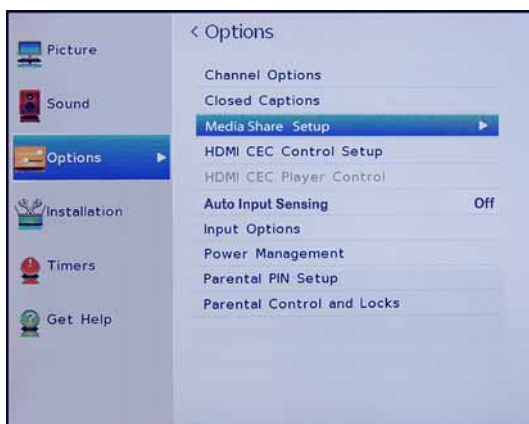 Picture
Sound
Options
Installation
Timers
Get Help
< Options
Channel Options
Closed Captions
Media Share Setup
HDMI CEC Control Setup
HDMI CEC Player Control
Auto Input Sensing Off
Input Options
Power Management
Parental PIN Setup
Parental Control and Locks